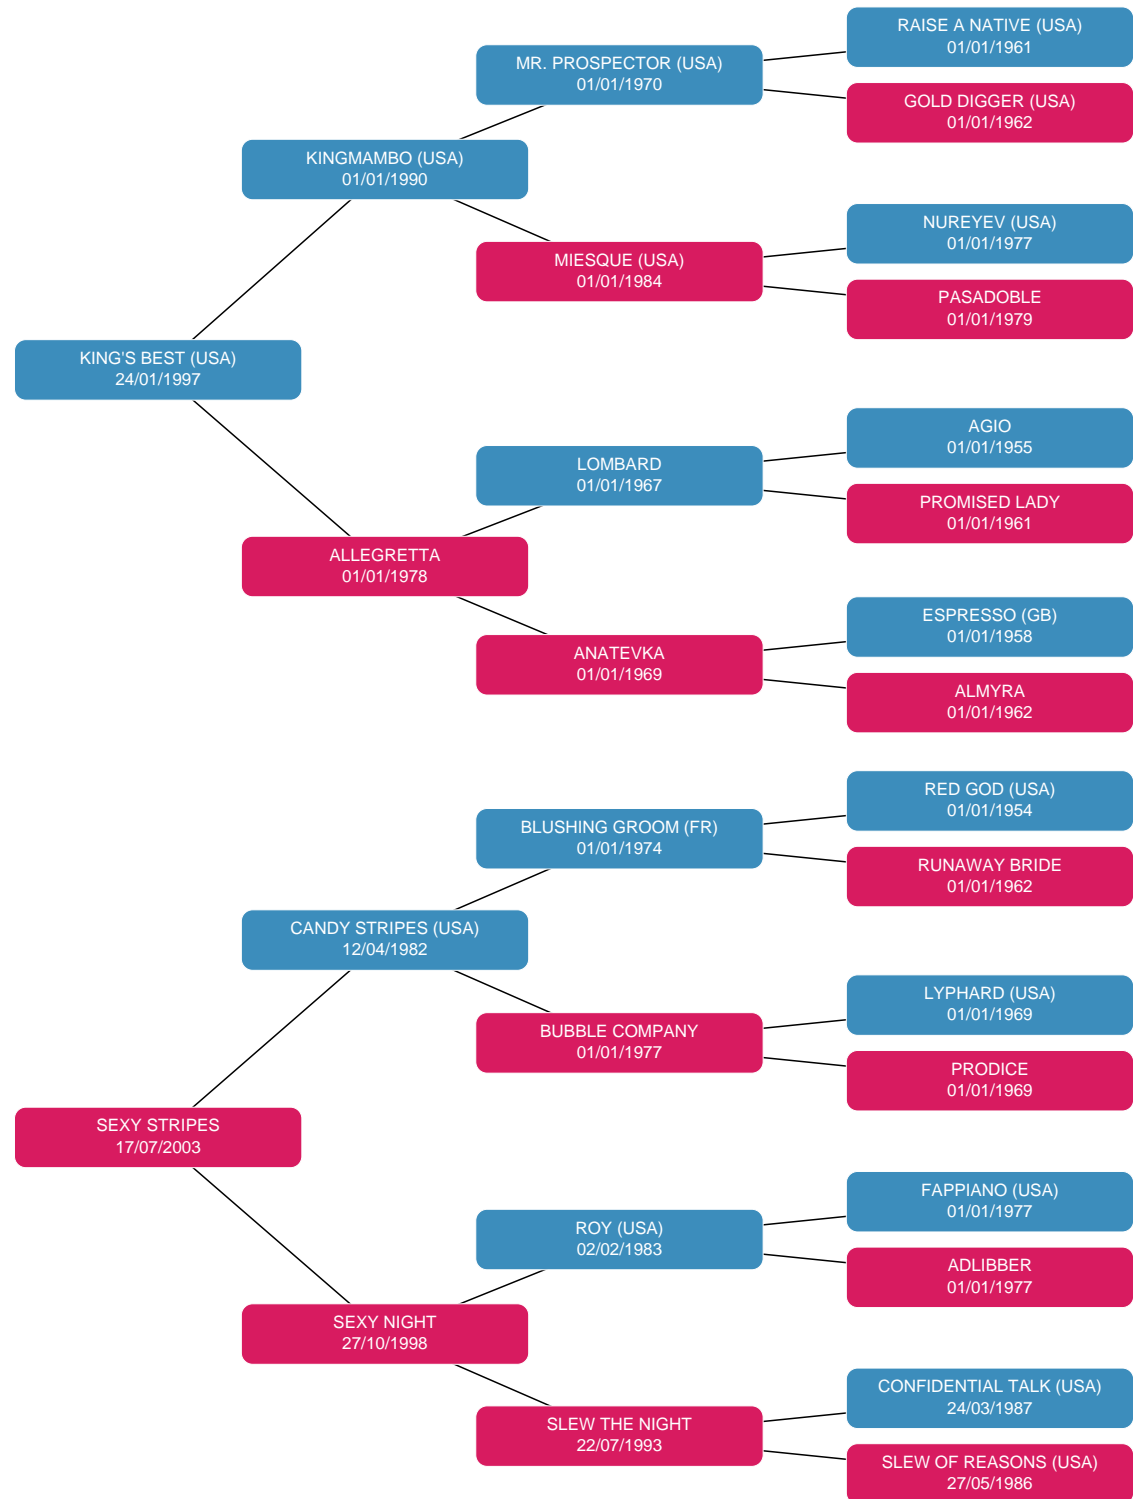 RAISE A NATIVE (USA)
01/01/1961
MR. PROSPECTOR (USA)
01/01/1970
GOLD DIGGER (USA)
01/01/1962
KINGMAMBO (USA)
01/01/1990
NUREYEV (USA)
01/01/1977
MIESQUE (USA)
01/01/1984
PASADOBLE
01/01/1979
KING'S BEST (USA)
24/01/1997
AGIO
01/01/1955
LOMBARD
01/01/1967
PROMISED LADY
01/01/1961
ALLEGRETTA
01/01/1978
ESPRESSO (GB)
01/01/1958
ANATEVKA
01/01/1969
ALMYRA
01/01/1962
RED GOD (USA)
01/01/1954
BLUSHING GROOM (FR)
01/01/1974
RUNAWAY BRIDE
01/01/1962
CANDY STRIPES (USA)
12/04/1982
LYPHARD (USA)
01/01/1969
BUBBLE COMPANY
01/01/1977
PRODICE
01/01/1969
SEXY STRIPES
17/07/2003
FAPPIANO (USA)
01/01/1977
ROY (USA)
02/02/1983
ADLIBBER
01/01/1977
SEXY NIGHT
27/10/1998
CONFIDENTIAL TALK (USA)
24/03/1987
SLEW THE NIGHT
22/07/1993
SLEW OF REASONS (USA)
27/05/1986